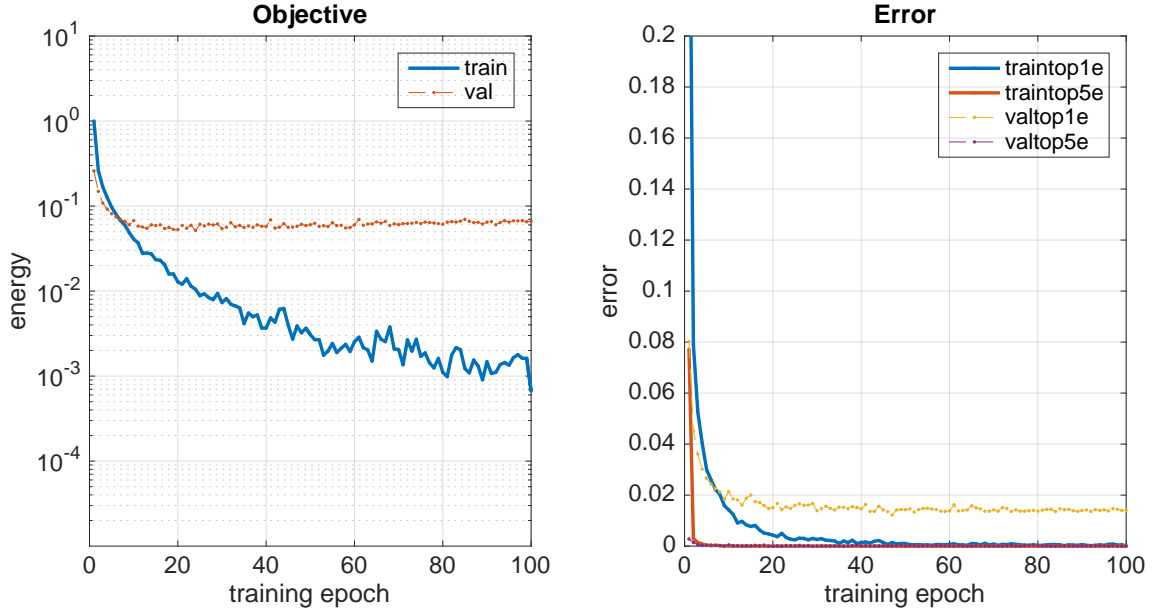 Objective
10^1
10^0
10^-1
10^-2
10^-3
10^-4
energy
0 20 40 60 80 100
training epoch
train
val
Error
0.2
0.18
0.16
0.14
0.12
0.1
0.08
0.06
0.04
0.02
0
error
0 20 40 60 80 100
training epoch
traintop1e
traintop5e
valtop1e
valtop5e